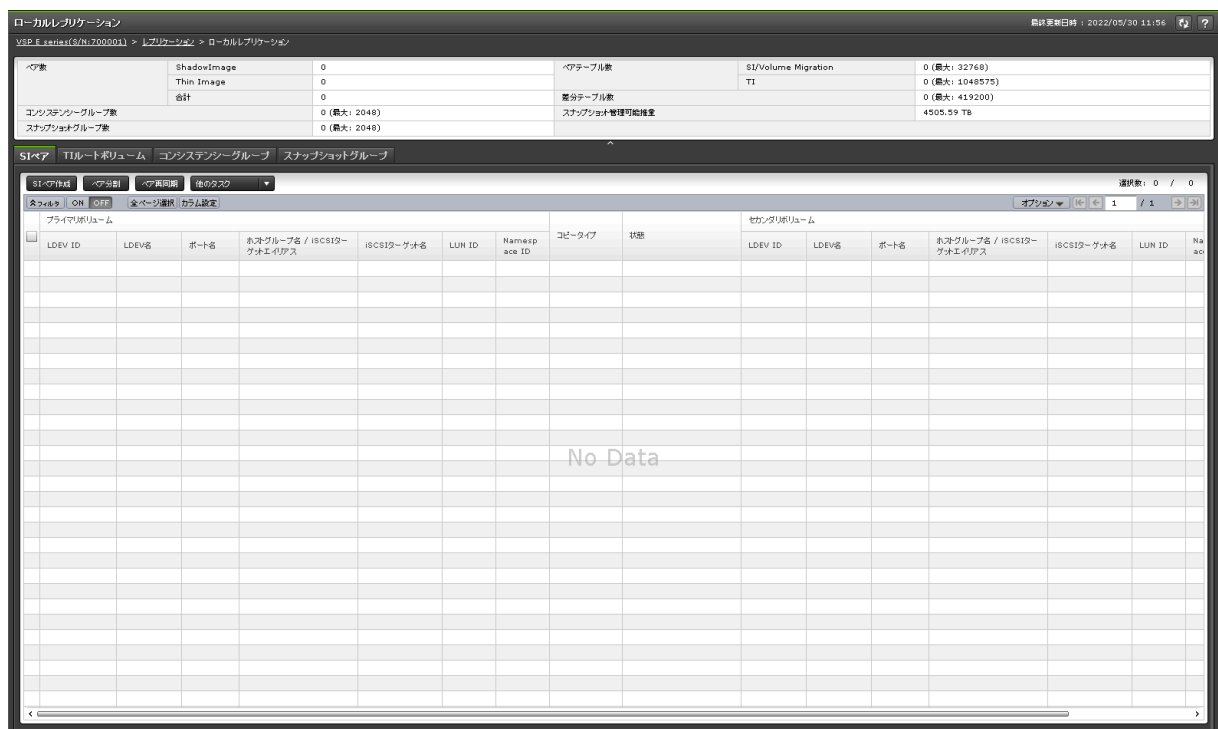 ローカルレプリケーション
最終更新日時 : 2022/05/30 11:56
VSP E series(S/N:700001) > レプリケーション > ローカルレプリケーション
ペア数 ShadowImage 0 ペアテーブル数 SI/Volume Migration 0 (最大: 32768)
Thin Image 0 TI 0 (最大: 1048575)
合計 0 差分テーブル数 0 (最大: 419200)
コンシステンシーグループ数 0 (最大: 2048) スナップショット管理可能推量 4505.59 TB
スナップショットグループ数 0 (最大: 2048)
SIペア TIルートボリューム コンシステンシーグループ スナップショットグループ
SIペア作成 ペア分割 ペア再同期 他のタスク 選択数: 0 / 0
フィルタ ON OFF 全ページ選択 カラム設定 オプション 1 / 1
プライマリボリューム コピータイプ 状態 セカンダリボリューム
LDEV ID LDEV名 ポート名 ホストグループ名 / iSCSIターゲットエイリアス iSCSIターゲット名 LUN ID Namespace ID LDEV ID LDEV名 ポート名 ホストグループ名 / iSCSIターゲットエイリアス iSCSIターゲット名 LUN ID
No Data